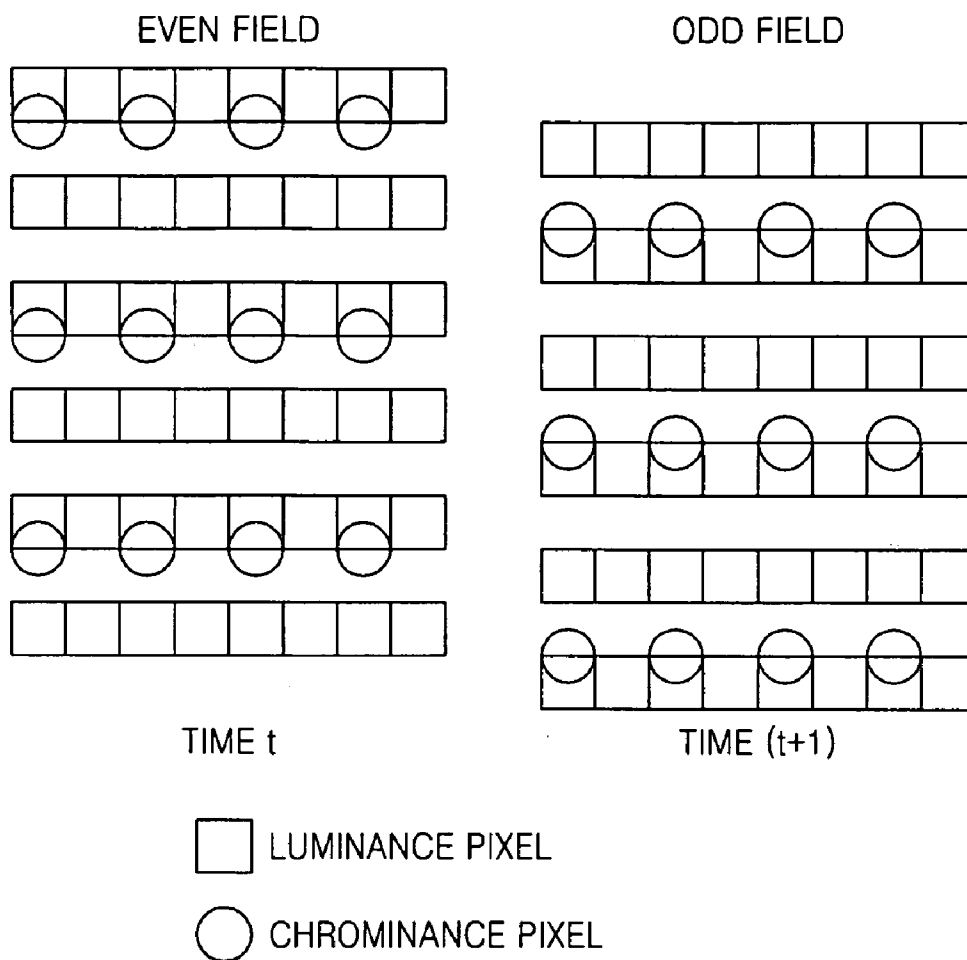 EVEN FIELD
ODD FIELD
TIME t
TIME (t+1)
LUMINANCE PIXEL
CHROMINANCE PIXEL